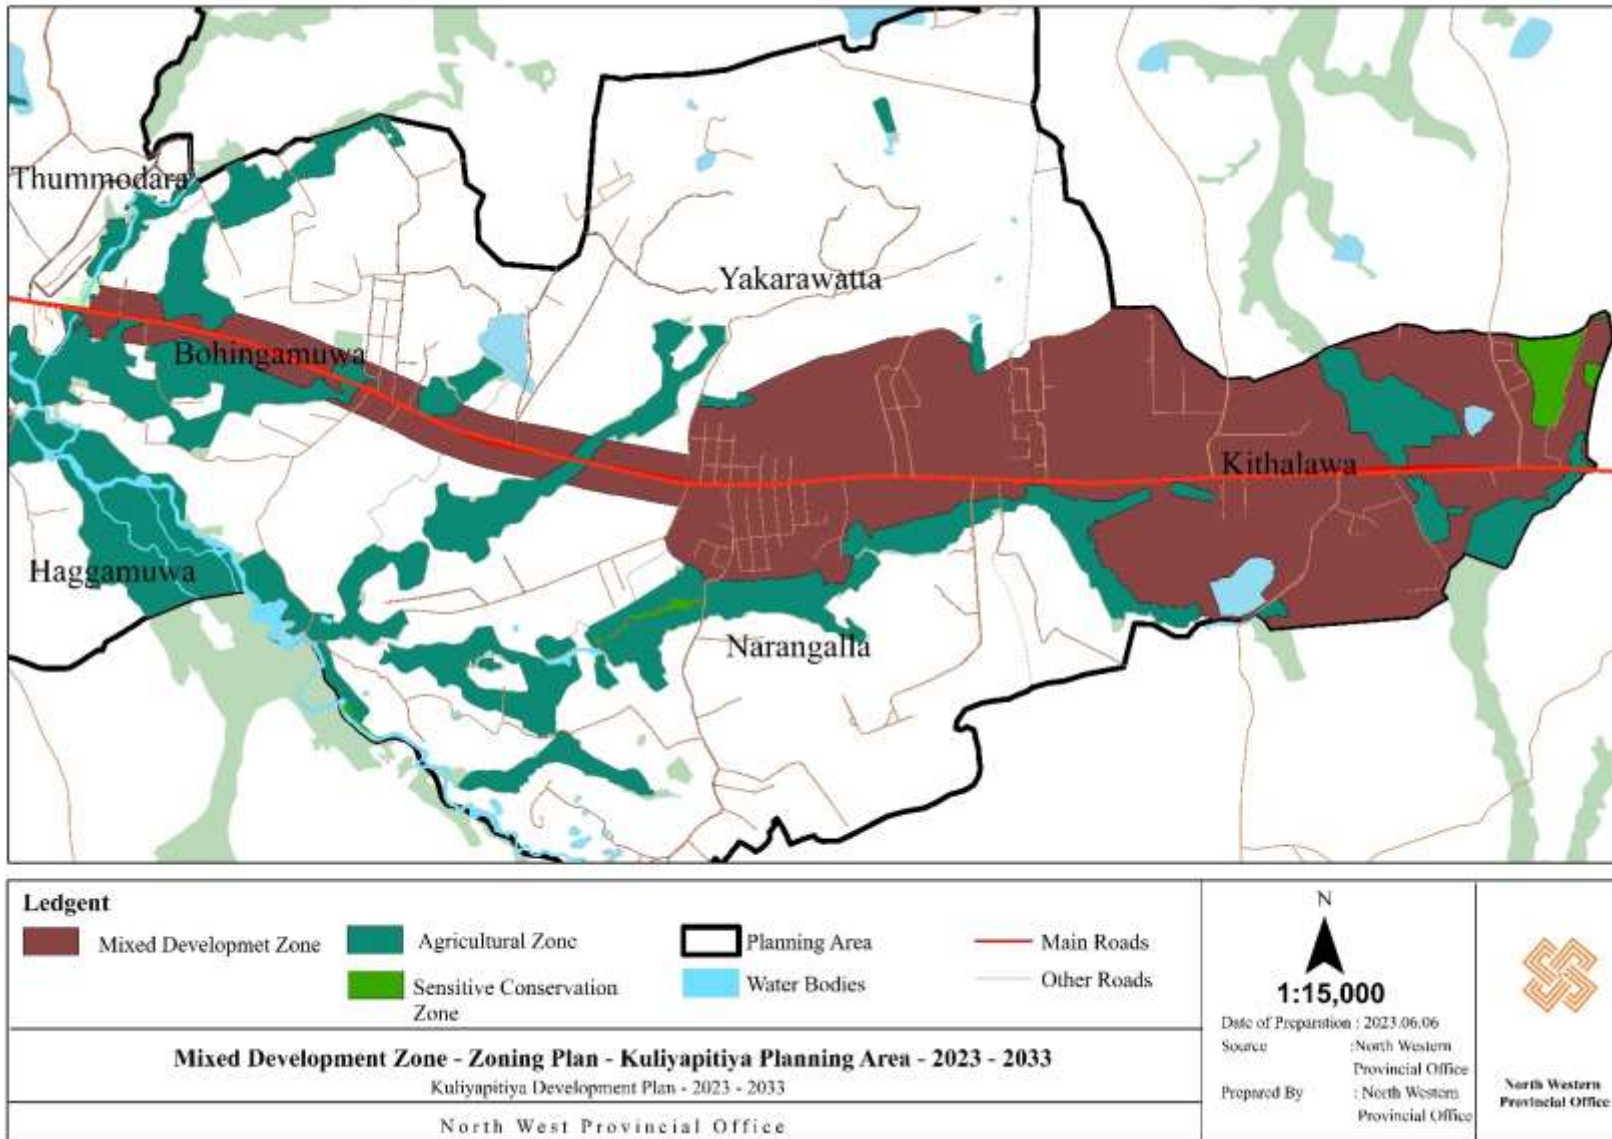 Thummodara
Yakarawatta
Bohingamuwa
Kithalawa
Haggamuwa
Narangalla
Ledgent
Mixed Developmet Zone
Agricultural Zone
Sensitive Conservation
Zone
Planning Area
Water Bodies
Main Roads
Other Roads
Mixed Development Zone - Zoning Plan - Kuliyapitiya Planning Area - 2023 - 2033
Kuliyapitiya Development Plan - 2023 - 2033
North West Provincial Office
N
1:15,000
Date of Preparation : 2023.06.06
Source :North Western
Provincial Office
Prepared By : North Western
Provincial Office
North Western
Provincial Office